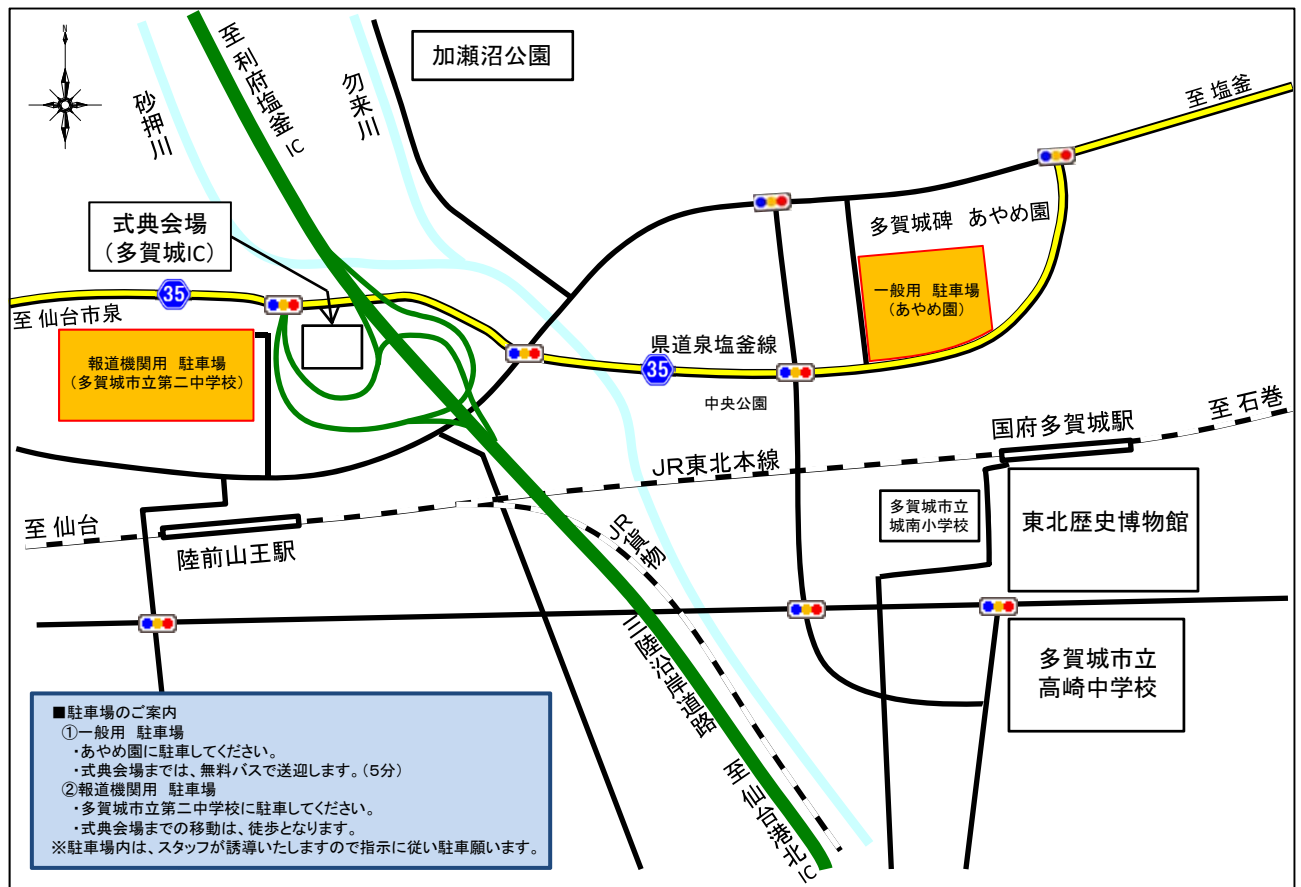 N
加瀬沼公園
至 利府塩釜 IC
勿来川
砂押川
至 塩釜
式典会場
（多賀城IC）
多賀城碑 あやめ園
35
至 仙台市泉
一般用 駐車場
（あやめ園）
報道機関用 駐車場
（多賀城市立第二中学校）
県道泉塩釜線
35
中央公園
至 石巻
国府多賀城駅
JR東北本線
多賀城市立
城南小学校
東北歴史博物館
至 仙台
陸前山王駅
JR貨物
三陸沿岸道路
多賀城市立
高崎中学校
至 仙台港北 IC
■駐車場のご案内
①一般用 駐車場
・あやめ園に駐車してください。
・式典会場までは、無料バスで送迎します。（５分）
②報道機関用 駐車場
・多賀城市立第二中学校に駐車してください。
・式典会場までの移動は、徒歩となります。
※駐車場内は、スタッフが誘導いたしますので指示に従い駐車願います。